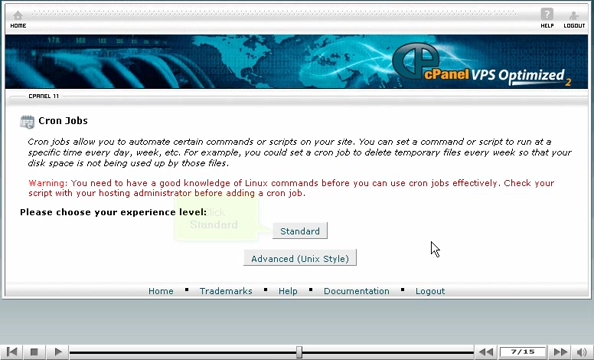 HOME
HELP
LOGOUT
cP
cPanel VPS Optimized 2
CPANEL 11
Cron Jobs
Cron jobs allow you to automate certain commands or scripts on your site. You can set a command or script to run at
a specific time every day, week, etc. For example, you could set a cron job to delete temporary files every week so that your
disk space is not being used up by those files.
Warning: You need to have a good knowledge of Linux commands before you can use cron jobs effectively. Check your
script with your hosting administrator before adding a cron job.
Please choose your experience level:
Click
Standard
Standard
Advanced (Unix Style)
Home ▪ Trademarks ▪ Help ▪ Documentation ▪ Logout
7/15